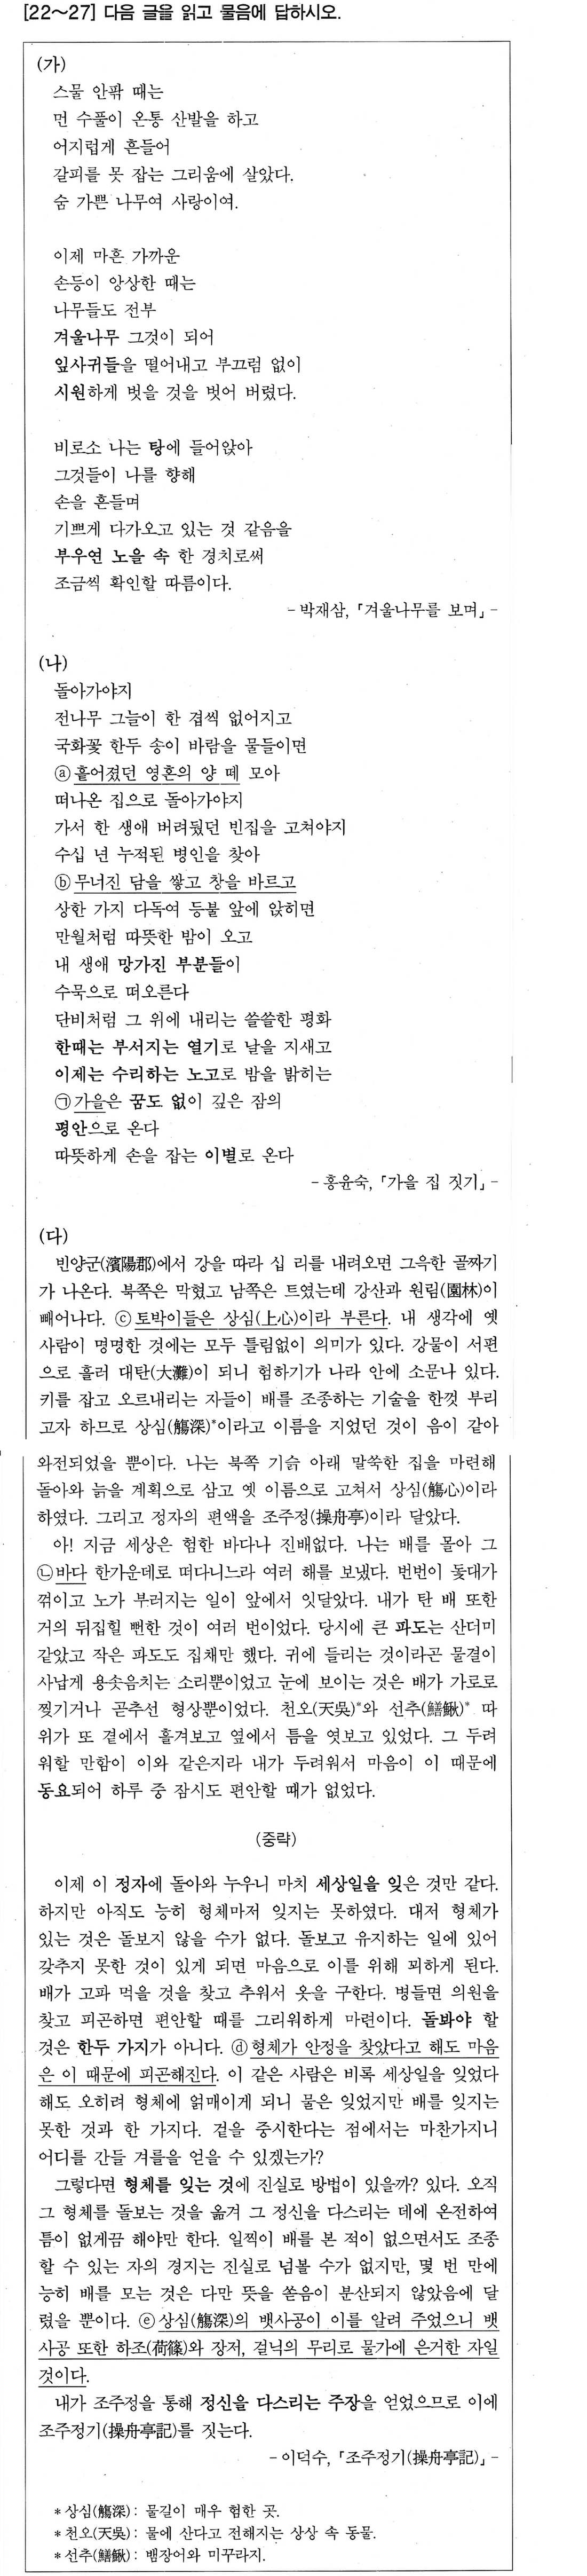 [22～27] 다음 글을 읽고 물음에 답하시오.
(가)
스물 안팎 때는
먼 수풀이 온통 산발을 하고
어지럽게 흔들어
갈피를 못 잡는 그리움에 살았다.
숨 가쁜 나무여 사랑이여.
이제 마흔 가까운
손등이 앙상한 때는
나무들도 전부
겨울나무 그것이 되어
잎사귀들을 떨어내고 부끄럼 없이
시원하게 벗을 것을 벗어 버렸다.
비로소 나는 탕에 들어앉아
그것들이 나를 향해
손을 흔들며
기쁘게 다가오고 있는 것 같음을
부우연 노을 속 한 경치로써
조금씩 확인할 따름이다.
- 박재삼, 「겨울나무를 보며」 -
(나)
돌아가야지
전나무 그늘이 한 겹씩 없어지고
국화꽃 한두 송이 바람을 물들이면
ⓐ 흩어졌던 영혼의 양 떼 모아
떠나온 집으로 돌아가야지
가서 한 생애 버려뒀던 빈집을 고쳐야지
수십 년 누적된 병인을 찾아
ⓑ 무너진 담을 쌓고 창을 바르고
상한 가지 다독여 등불 앞에 앉히면
만월처럼 따뜻한 밤이 오고
내 생애 망가진 부분들이
수묵으로 떠오른다
단비처럼 그 위에 내리는 쓸쓸한 평화
한때는 부서지는 열기로 날을 지새고
이제는 수리하는 노고로 밤을 밝히는
㉠ 가을은 꿈도 없이 깊은 잠의
평안으로 온다
따뜻하게 손을 잡는 이별로 온다
- 홍윤숙, 「가을 집 짓기」 -
(다)
빈양군(濱陽郡)에서 강을 따라 십 리를 내려오면 그윽한 골짜기
가 나온다. 북쪽은 막혔고 남쪽은 트였는데 강산과 원림(園林)이
빼어나다. ⓒ 토박이들은 상심(上心)이라 부른다. 내 생각에 옛
사람이 명명한 것에는 모두 틀림없이 의미가 있다. 강물이 서편
으로 흘러 대탄(大灘)이 되니 험하기가 나라 안에 소문나 있다.
키를 잡고 오르내리는 자들이 배를 조종하는 기술을 한껏 부리
고자 하므로 상심(觴深)*이라고 이름을 지었던 것이 음이 같아
와전되었을 뿐이다. 나는 북쪽 기슭 아래 말쑥한 집을 마련해
돌아와 늙을 계획으로 삼고 옛 이름으로 고쳐서 상심(觴心)이라
하였다. 그리고 정자의 편액을 조주정(操舟亭)이라 달았다.
아! 지금 세상은 험한 바다나 진배없다. 나는 배를 몰아 그
㉡ 바다 한가운데로 떠다니느라 여러 해를 보냈다. 번번이 돛대가
꺾이고 노가 부러지는 일이 앞에서 잇달았다. 내가 탄 배 또한
거의 뒤집힐 뻔한 것이 여러 번이었다. 당시에 큰 파도는 산더미
같았고 작은 파도도 집채만 했다. 귀에 들리는 것이라곤 물결이
사납게 용솟음치는 소리뿐이었고 눈에 보이는 것은 배가 가로로
찢기거나 곧추선 형상뿐이었다. 천오(天吳)*와 선추(鱔鰍)* 따
위가 또 곁에서 흘겨보고 옆에서 틈을 엿보고 있었다. 그 두려
워할 만함이 이와 같은지라 내가 두려워서 마음이 이 때문에
동요되어 하루 중 잠시도 편안할 때가 없었다.
(중략)
이제 이 정자에 돌아와 누우니 마치 세상일을 잊은 것만 같다.
하지만 아직도 능히 형체마저 잊지는 못하였다. 대저 형체가
있는 것은 돌보지 않을 수가 없다. 돌보고 유지하는 일에 있어
갖추지 못한 것이 있게 되면 마음으로 이를 위해 꾀하게 된다.
배가 고파 먹을 것을 찾고 추워서 옷을 구한다. 병들면 의원을
찾고 피곤하면 편안할 때를 그리워하게 마련이다. 돌봐야 할
것은 한두 가지가 아니다. ⓓ 형체가 안정을 찾았다고 해도 마음
은 이 때문에 피곤해진다. 이 같은 사람은 비록 세상일을 잊었다
해도 오히려 형체에 얽매이게 되니 물은 잊었지만 배를 잊지는
못한 것과 한 가지다. 겉을 중시한다는 점에서는 마찬가지니
어디를 간들 겨를을 얻을 수 있겠는가?
그렇다면 형체를 잊는 것에 진실로 방법이 있을까? 있다. 오직
그 형체를 돌보는 것을 옮겨 그 정신을 다스리는 데에 온전하여
틈이 없게끔 해야만 한다. 일찍이 배를 본 적이 없으면서도 조종
할 수 있는 자의 경지는 진실로 넘볼 수가 없지만, 몇 번 만에
능히 배를 모는 것은 다만 뜻을 쏟음이 분산되지 않았음에 달
렸을 뿐이다. ⓔ 상심(觴深)의 뱃사공이 이를 알려 주었으니 뱃
사공 또한 하조(荷篠)와 장저, 걸닉의 무리로 물가에 은거한 자일
것이다.
내가 조주정을 통해 정신을 다스리는 주장을 얻었으므로 이에
조주정기(操舟亭記)를 짓는다.
- 이덕수, 「조주정기(操舟亭記)」 -
* 상심(觴深) : 물길이 매우 험한 곳.
* 천오(天吳) : 물에 산다고 전해지는 상상 속 동물.
* 선추(鱔鰍) : 뱀장어와 미꾸라지.